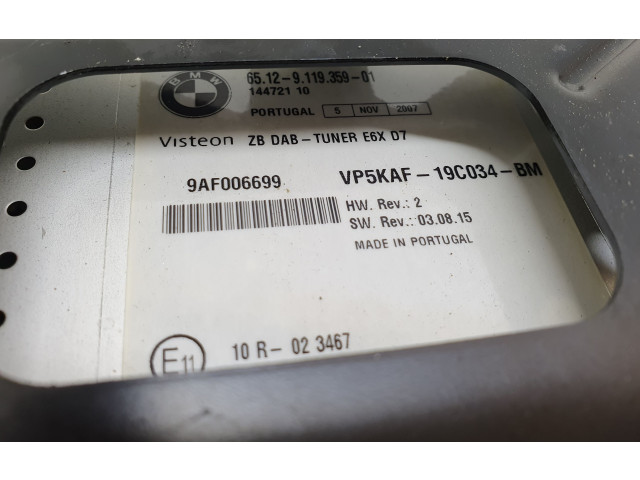 BMW
65.12-9.119.359-01
144721 10
PORTUGAL 5 NOV 2007
Visteon ZB DAB-TUNER E6X 07
9AF006699 VP5KAF-19C034-BM
HW. Rev.: 2
SW. Rev.: 03.08.15
MADE IN PORTUGAL
E11 10 R- 02 3467